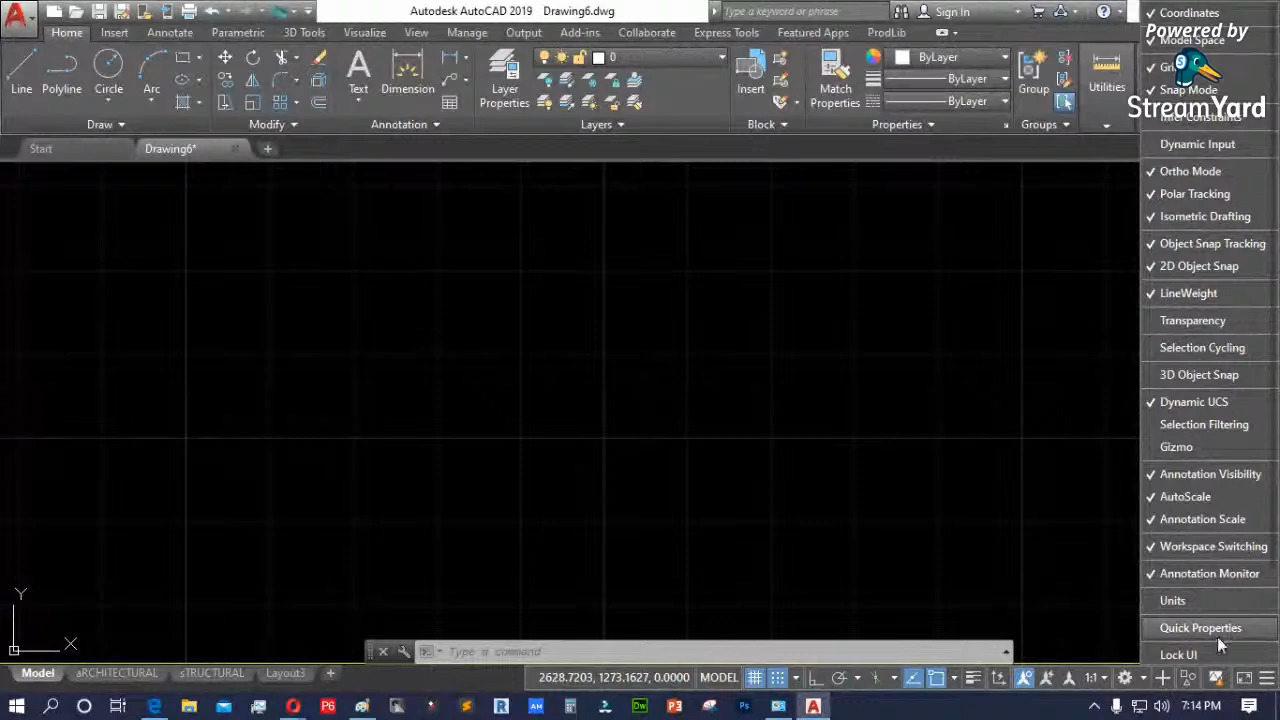 Autodesk AutoCAD 2019 Drawing6.dwg
Type a keyword or phrase
Sign In
Home Insert Annotate Parametric 3D Tools Visualize View Manage Output Add-ins Collaborate Express Tools Featured Apps ProdLib
Line Polyline Circle Arc
Text Dimension
Layer
Properties
0
Insert
Match
Properties
ByLayer
ByLayer
ByLayer
Group
Utilities
Draw Modify Annotation Layers Block Properties Groups
Start Drawing6*
Coordinates
Model Space
Powered by
StreamYard
Snap Mode
Infer Constraints
Dynamic Input
Ortho Mode
Polar Tracking
Isometric Drafting
Object Snap Tracking
2D Object Snap
LineWeight
Transparency
Selection Cycling
3D Object Snap
Dynamic UCS
Selection Filtering
Gizmo
Annotation Visibility
AutoScale
Annotation Scale
Workspace Switching
Annotation Monitor
Units
Quick Properties
Lock UI
Y
X
Type a command
Model aRCHITECTURAL sTRUCTURAL Layout3
2628.7203, 1273.1627, 0.0000 MODEL 1:1
7:14 PM